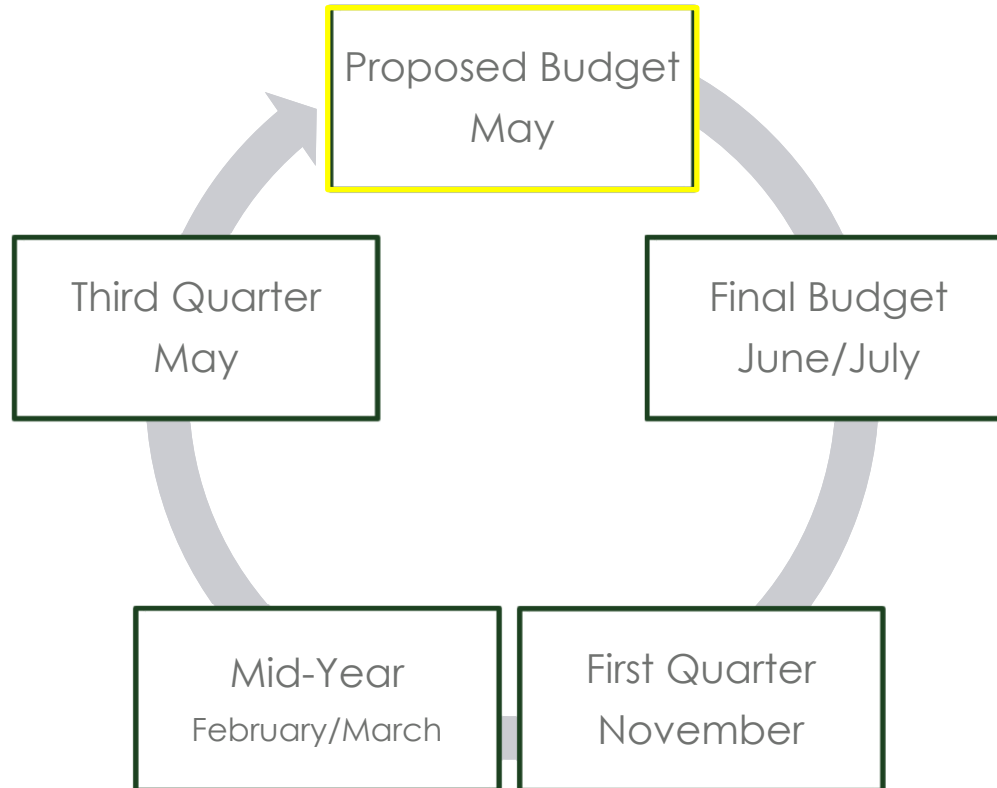 Proposed Budget
May
Final Budget
June/July
First Quarter
November
Mid-Year
February/March
Third Quarter
May